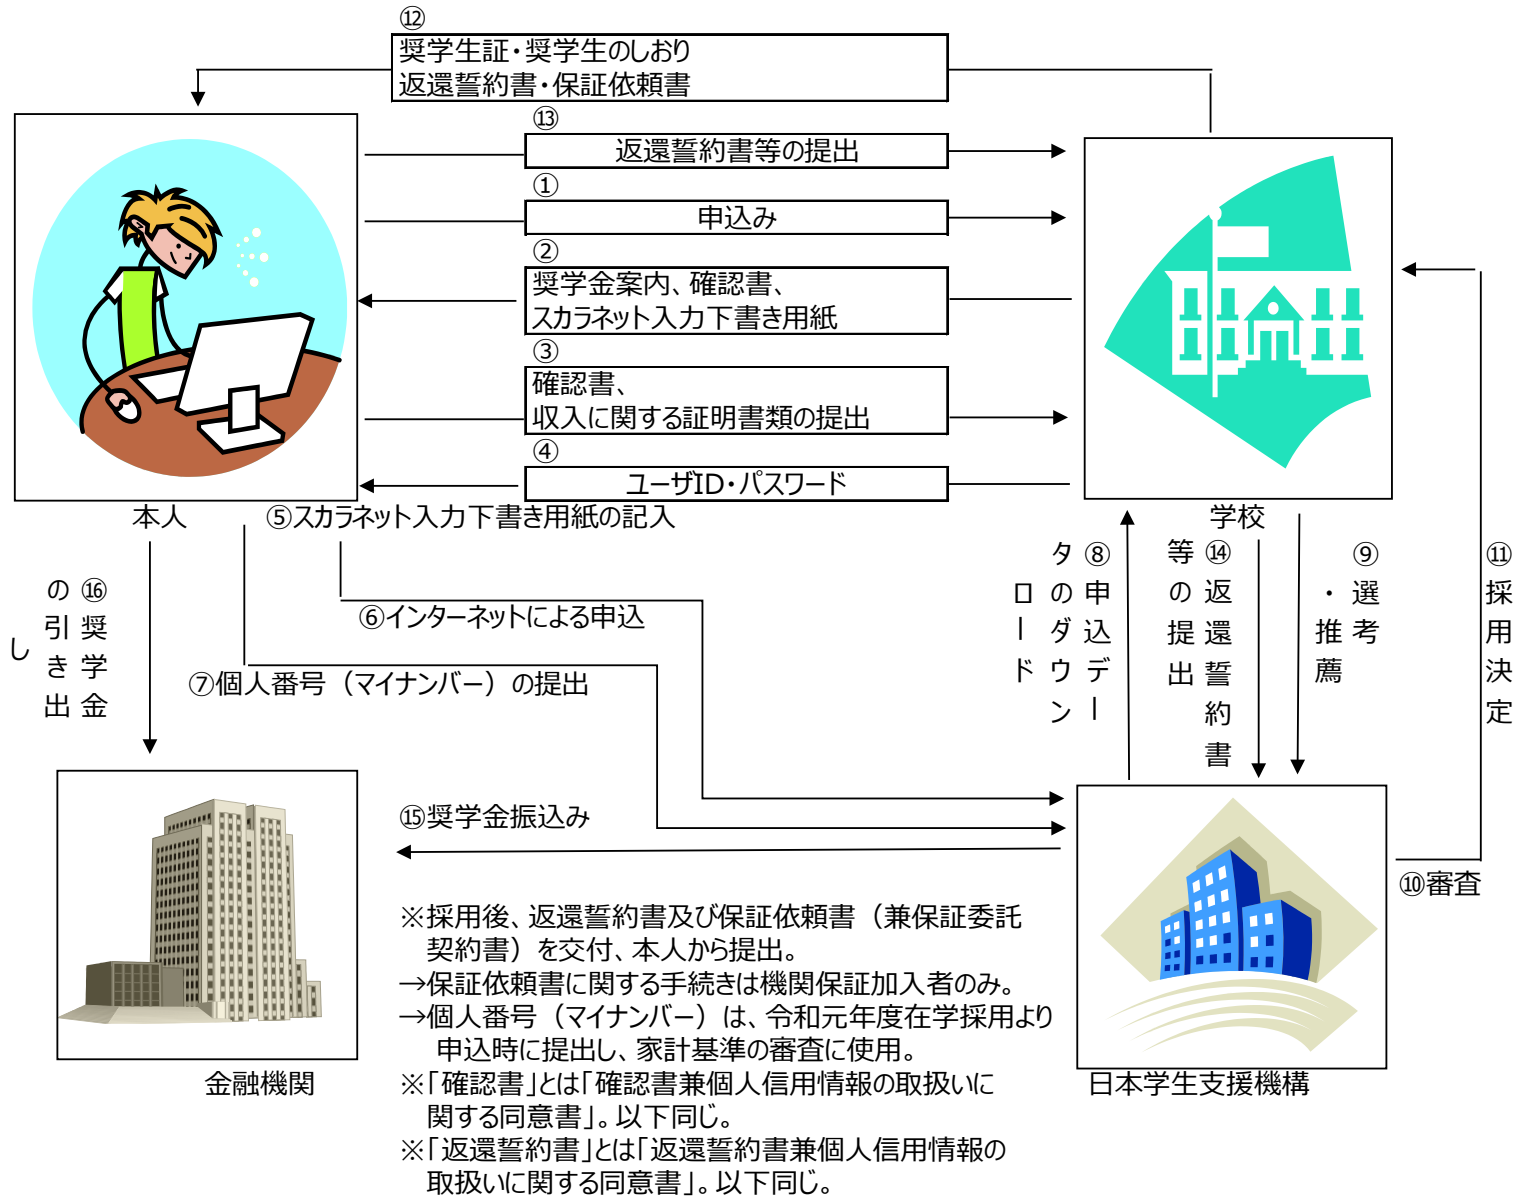 ⑫
奨学生証・奨学生のしおり
返還誓約書・保証依頼書
⑬
返還誓約書等の提出
①
申込み
②
奨学金案内、確認書、
スカラネット入力下書き用紙
③
確認書、
収入に関する証明書類の提出
④
ユーザID・パスワード
本人
⑤スカラネット入力下書き用紙の記入
学校
⑥インターネットによる申込
⑦個人番号（マイナンバー）の提出
⑯奨学金
の引き出
し
⑧申込デー
タのダウン
ロード
⑭返還誓約書
等の提出
⑨選考
・推薦
⑪採用決定
⑮奨学金振込み
⑩審査
金融機関
日本学生支援機構
※採用後、返還誓約書及び保証依頼書（兼保証委託
契約書）を交付、本人から提出。
→保証依頼書に関する手続きは機関保証加入者のみ。
→個人番号（マイナンバー）は、令和元年度在学採用より
申込時に提出し、家計基準の審査に使用。
※「確認書」とは「確認書兼個人信用情報の取扱いに
関する同意書」。以下同じ。
※「返還誓約書」とは「返還誓約書兼個人信用情報の
取扱いに関する同意書」。以下同じ。